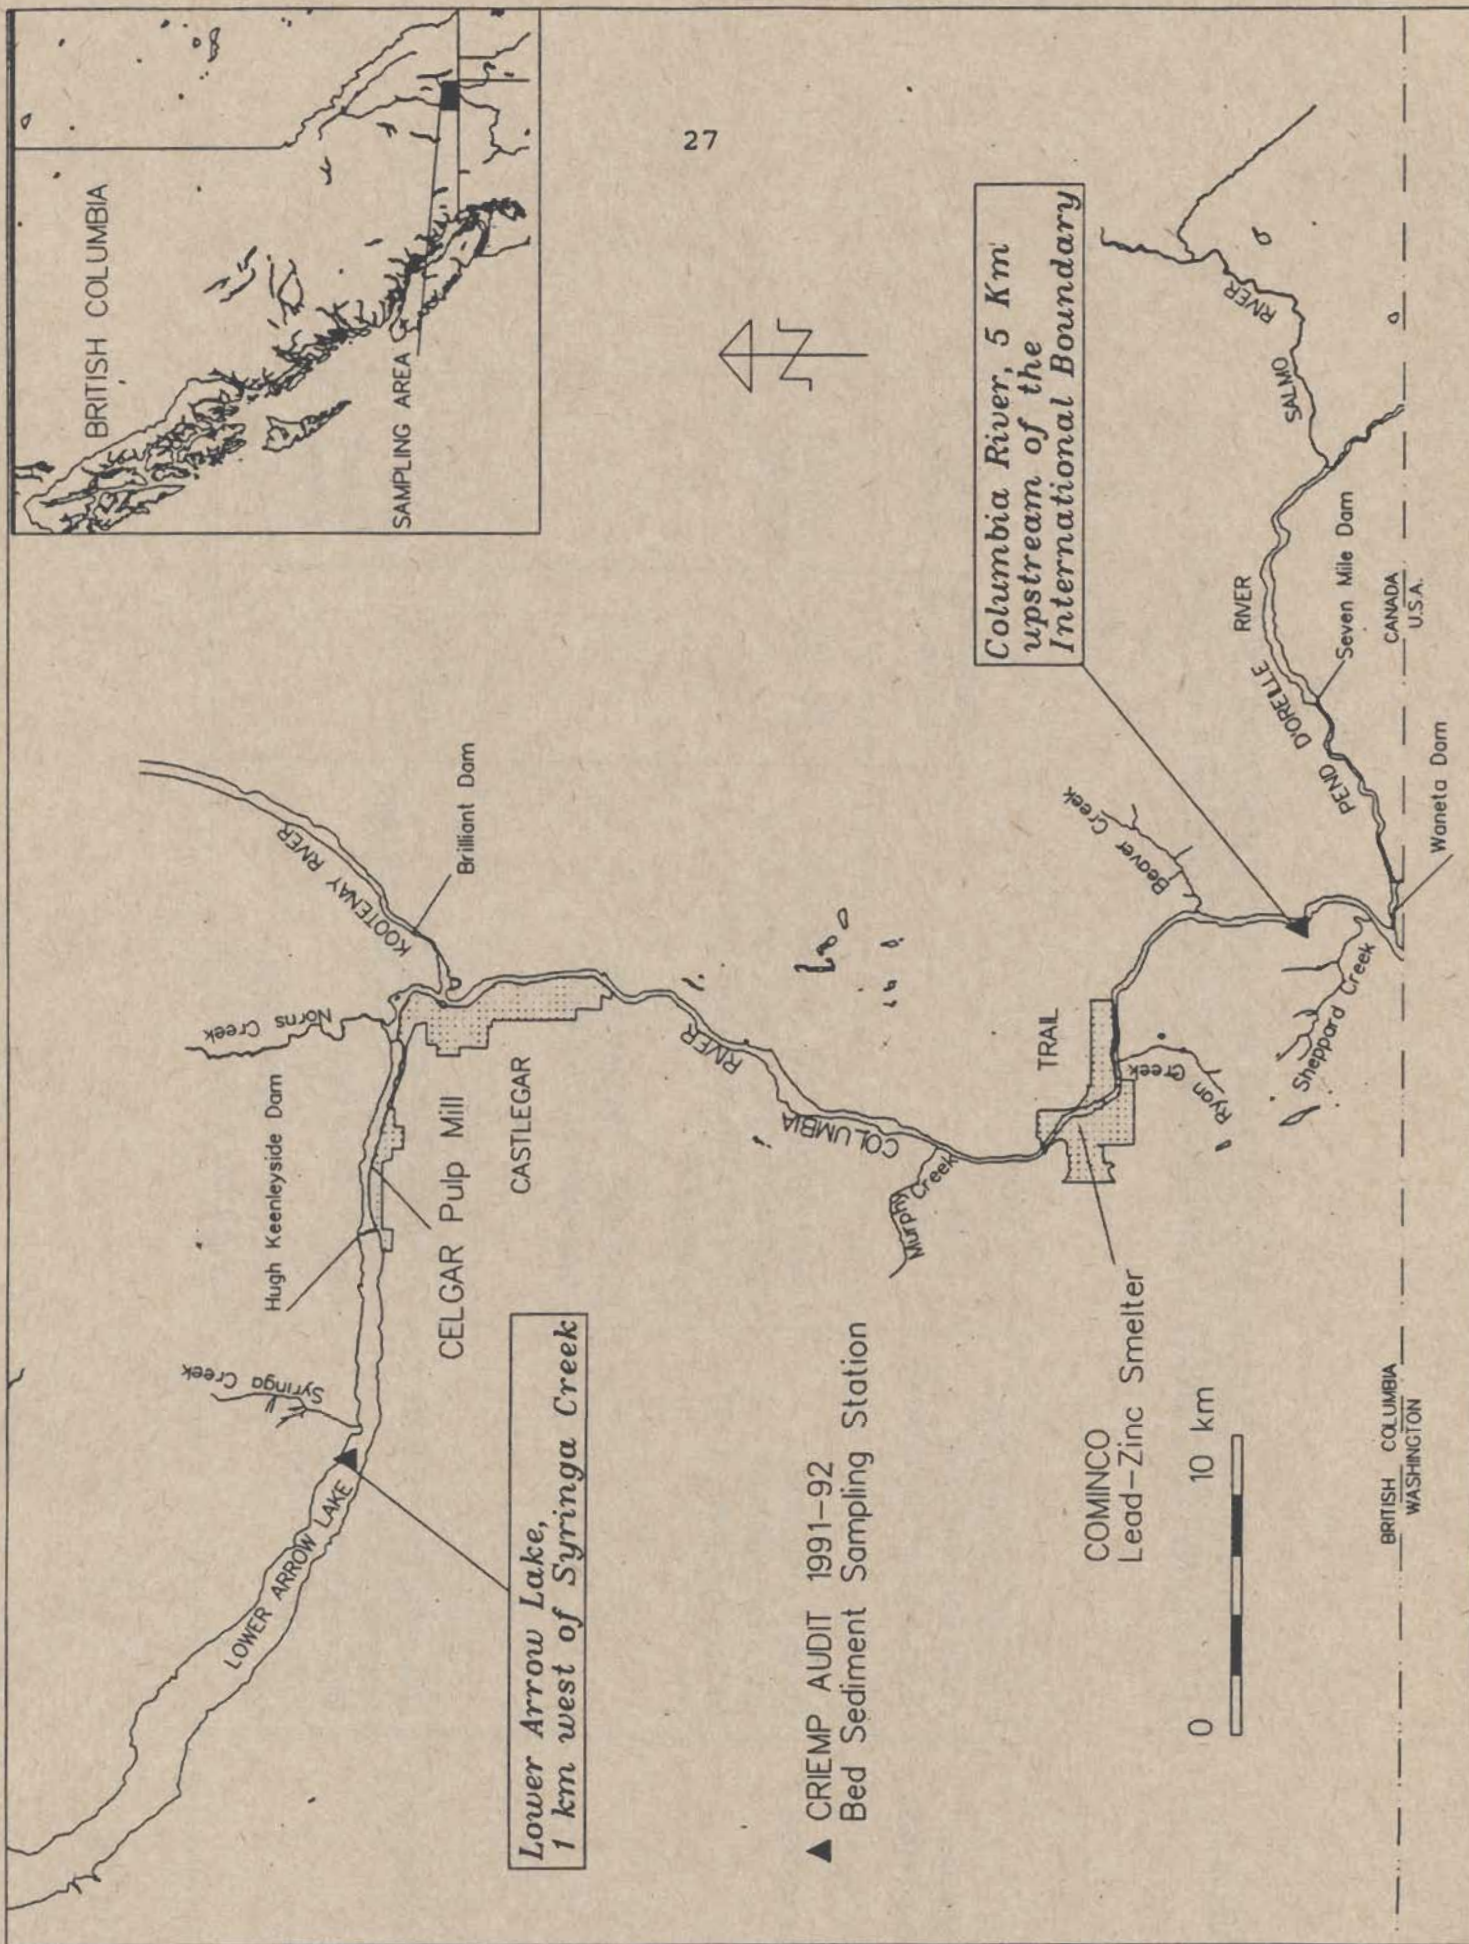 27
BRITISH COLUMBIA
SAMPLING AREA
Columbia River, 5 Km
upstream of the
International Boundary
Lower Arrow Lake,
1 km west of Syringa Creek
LOWER ARROW LAKE
Syringa Creek
Hugh Keenleyside Dam
Norns Creek
CELGAR Pulp Mill
CASTLEGAR
KOOTENAY RIVER
Brilliant Dam
COLUMBIA
RIVER
Murphy
Creek
TRAIL
Ryan
Creek
Beaver Creek
Sheppard Creek
PEND D'OREILLE
RIVER
SALMO
RIVER
Seven Mile Dam
Waneta Dam
CANADA
U.S.A.
N
▲ CRIEMP AUDIT 1991-92
Bed Sediment Sampling Station
COMINCO
Lead-Zinc Smelter
0 10 km
BRITISH COLUMBIA
WASHINGTON